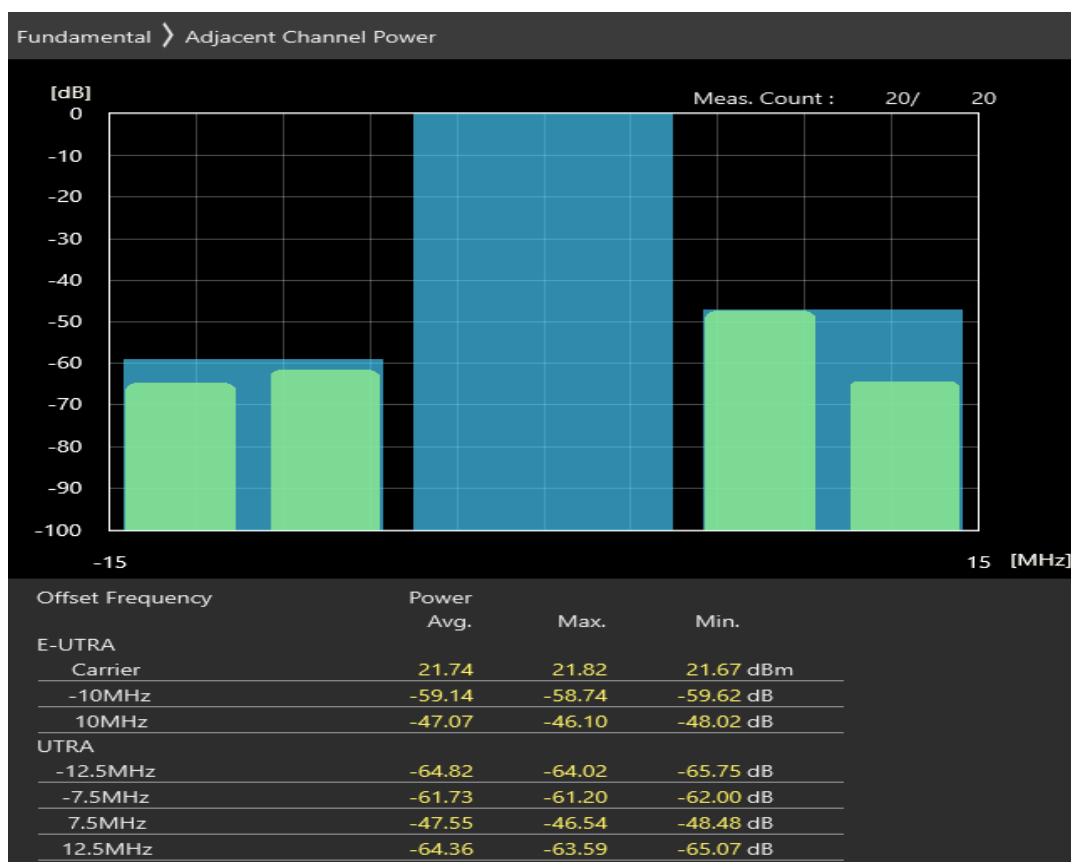 Fundamental ❯ Adjacent Channel Power
[dB]
Meas. Count : 20/ 20
0
-10
-20
-30
-40
-50
-60
-70
-80
-90
-100
-15 15 [MHz]
Offset Frequency Power
Avg. Max. Min.
E-UTRA
Carrier 21.74 21.82 21.67 dBm
-10MHz -59.14 -58.74 -59.62 dB
10MHz -47.07 -46.10 -48.02 dB
UTRA
-12.5MHz -64.82 -64.02 -65.75 dB
-7.5MHz -61.73 -61.20 -62.00 dB
7.5MHz -47.55 -46.54 -48.48 dB
12.5MHz -64.36 -63.59 -65.07 dB